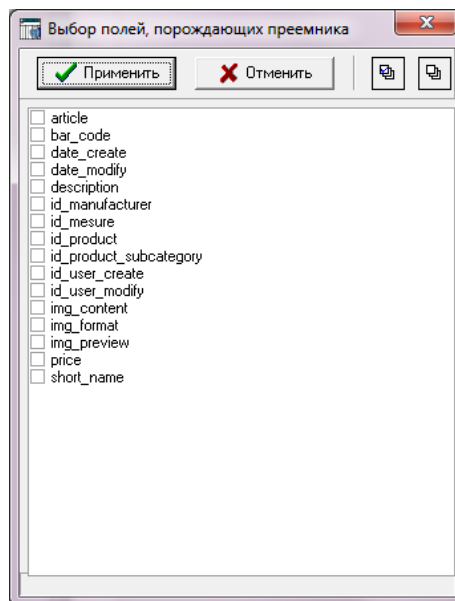 Выбор полей, порождающих преемника
Применить
Отменить
article
bar_code
date_create
date_modify
description
id_manufacturer
id_mesure
id_product
id_product_subcategory
id_user_create
id_user_modify
img_content
img_format
img_preview
price
short_name